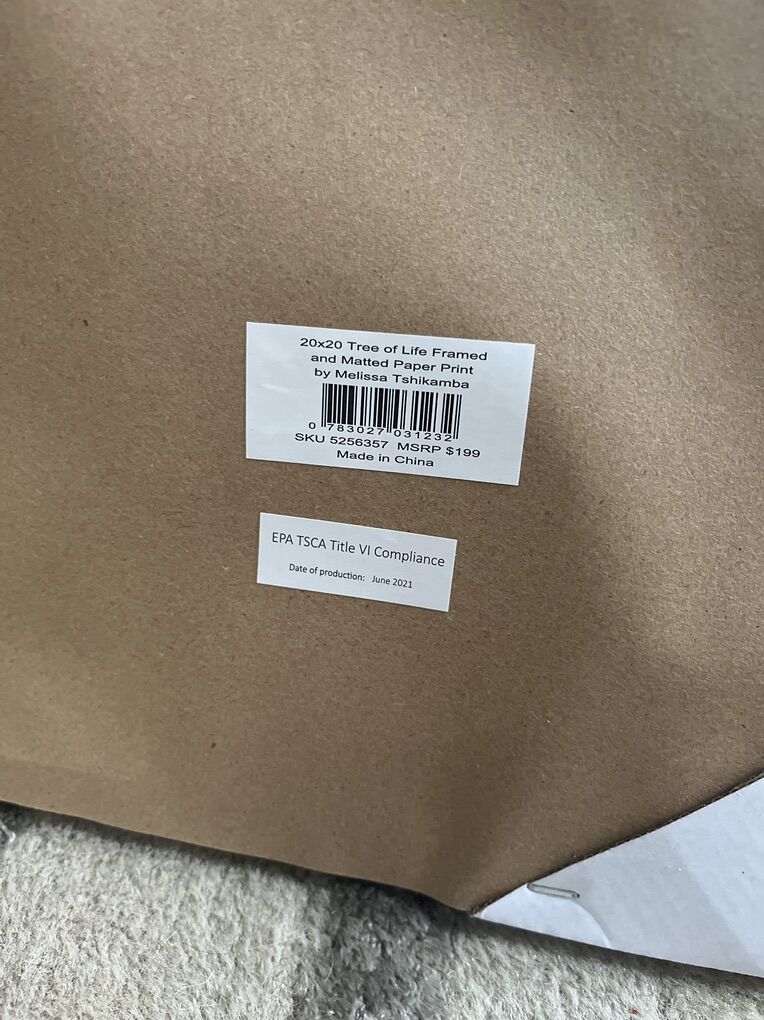 20x20 Tree of Life Framed
and Matted Paper Print
by Melissa Tshikamba
0 783027 031232
SKU 5256357 MSRP $199
Made in China
EPA TSCA Title VI Compliance
Date of production: June 2021